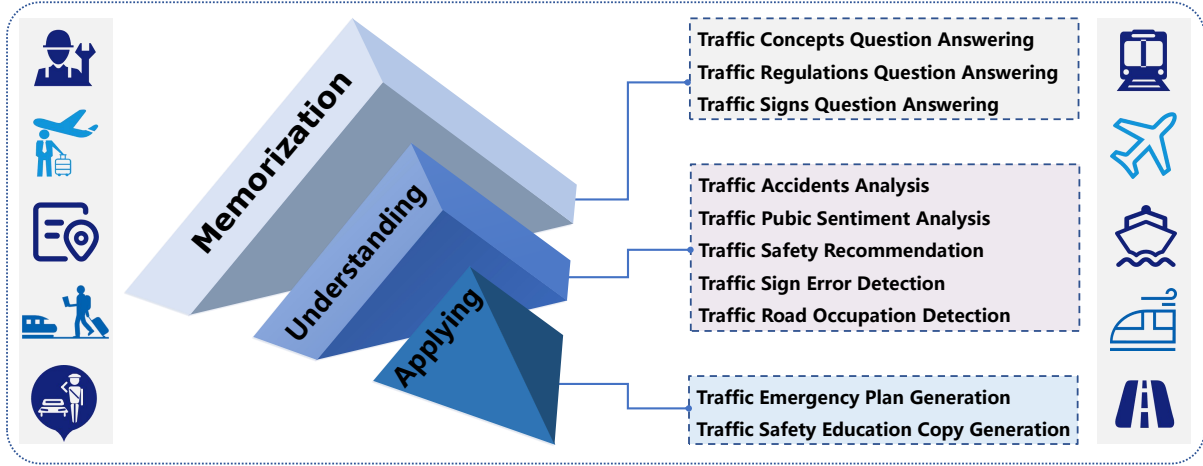 Memorization
Traffic Concepts Question Answering
Traffic Regulations Question Answering
Traffic Signs Question Answering
Understanding
Traffic Accidents Analysis
Traffic Pubic Sentiment Analysis
Traffic Safety Recommendation
Traffic Sign Error Detection
Traffic Road Occupation Detection
Applying
Traffic Emergency Plan Generation
Traffic Safety Education Copy Generation